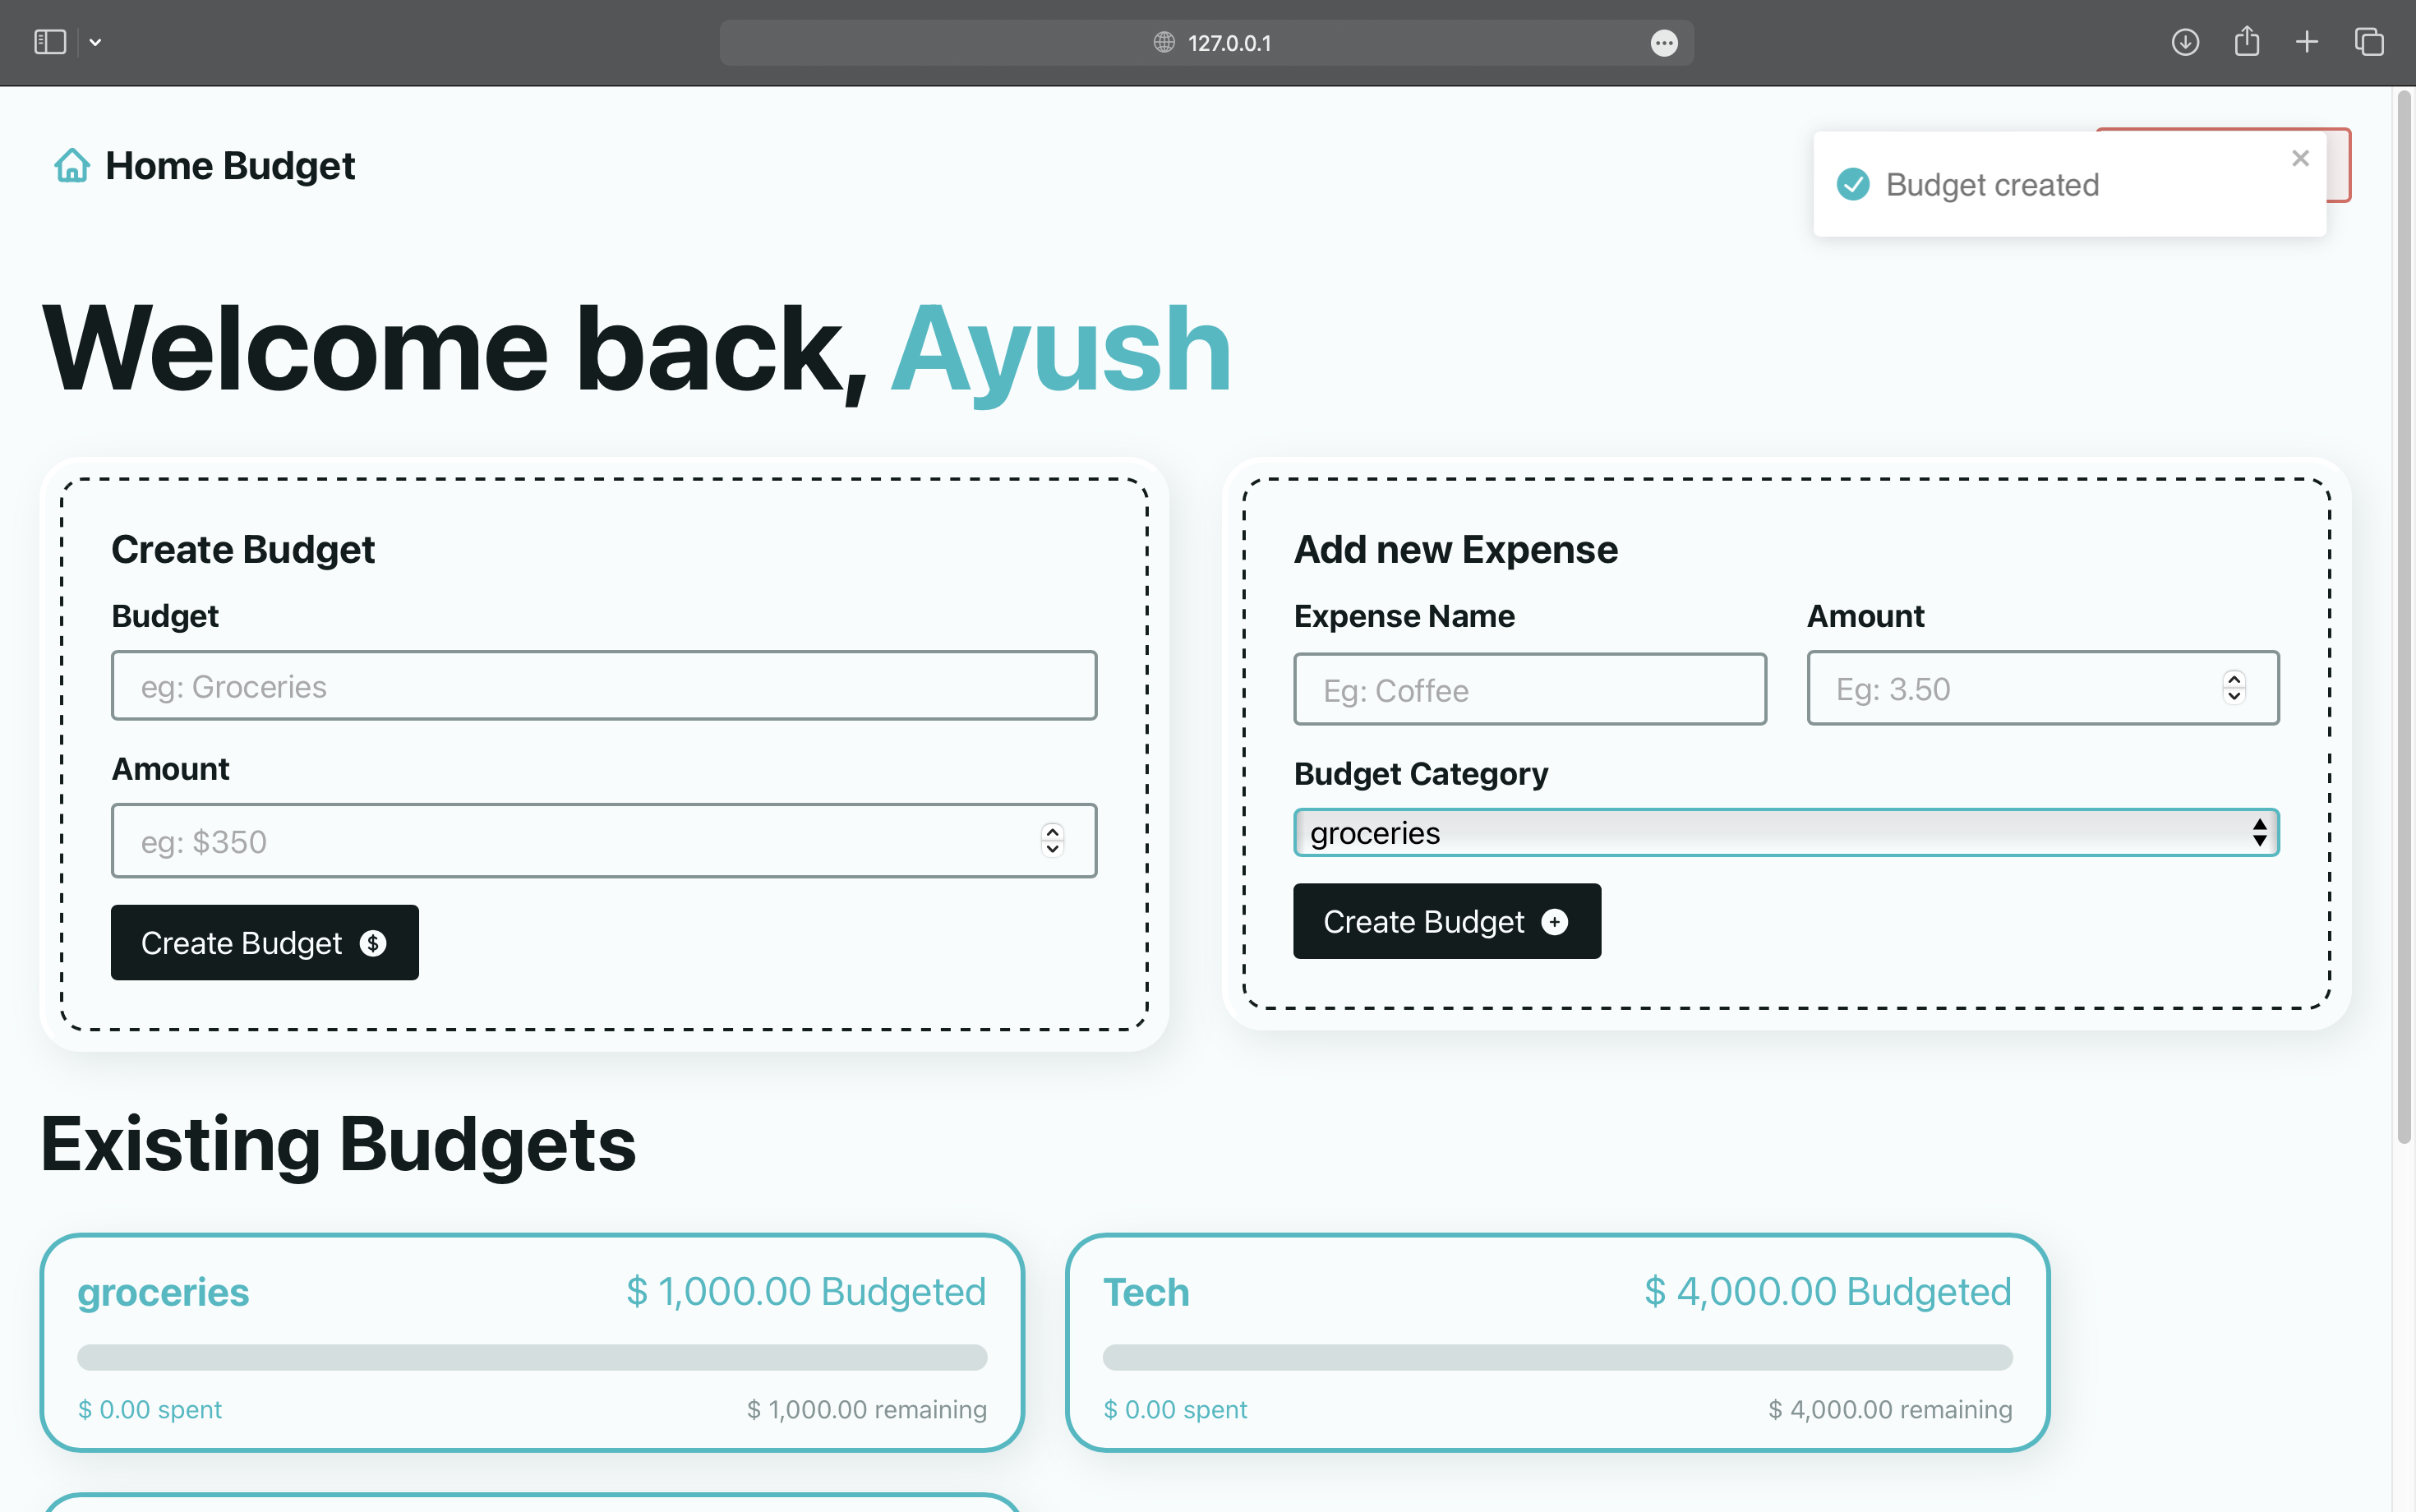 127.0.0.1
Home Budget
Budget created
Welcome back, Ayush
Create Budget
Budget
eg: Groceries
Amount
eg: $350
Create Budget
Add new Expense
Expense Name
Amount
Eg: Coffee
Eg: 3.50
Budget Category
groceries
Create Budget
Existing Budgets
groceries
$ 1,000.00 Budgeted
$ 0.00 spent
$ 1,000.00 remaining
Tech
$ 4,000.00 Budgeted
$ 0.00 spent
$ 4,000.00 remaining